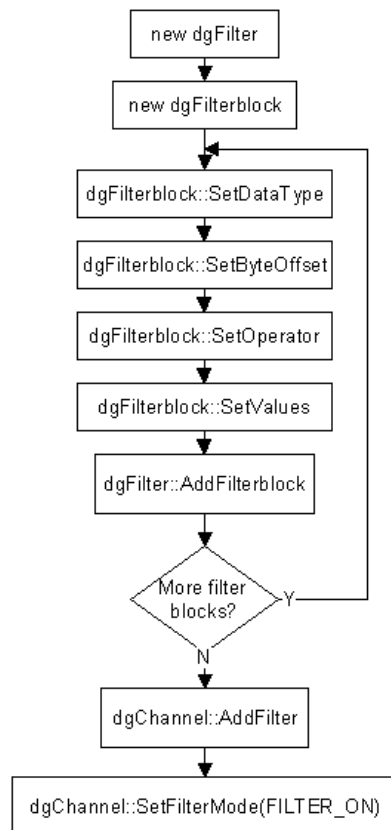 new dgFilter
new dgFilterblock
dgFilterblock::SetDataType
dgFilterblock::SetByteOffset
dgFilterblock::SetOperator
dgFilterblock::SetValues
dgFilter::AddFilterblock
More filter
blocks?
Y
N
dgChannel::AddFilter
dgChannel::SetFilterMode(FILTER_ON)